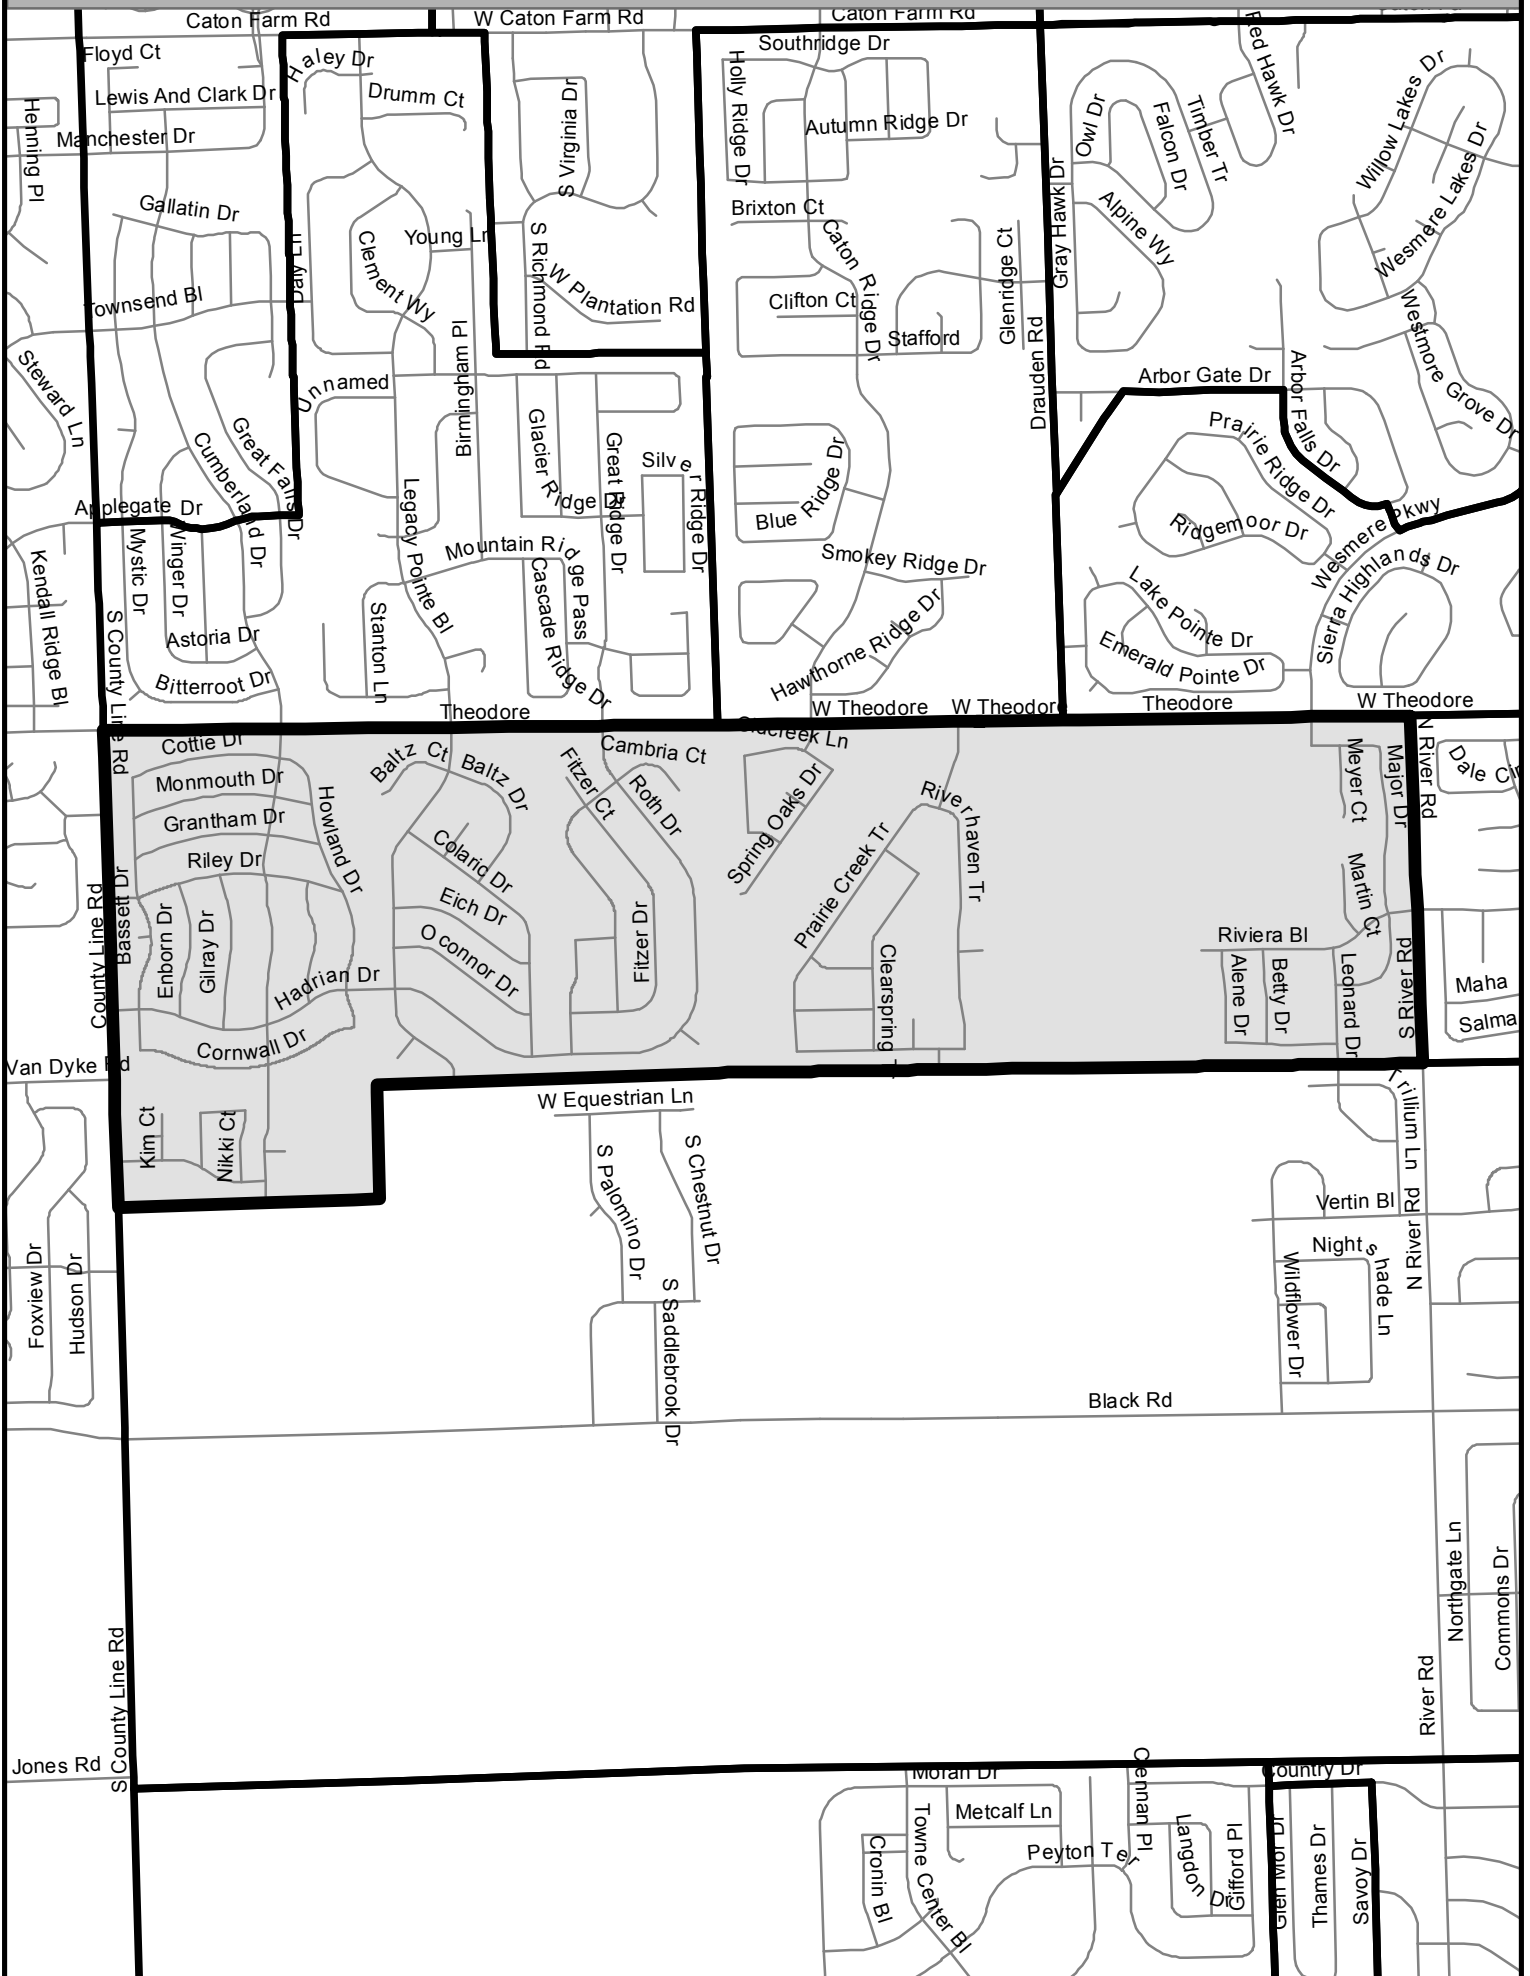 Caton Farm Rd
W Caton Farm Rd
Caton Farm Rd
Floyd Ct
Haley Dr
Southridge Dr
Red Hawk Dr
Lewis And Clark Dr
Drumm Ct
Henning Pl
Manchester Dr
S Virginia Dr
Holly Ridge Dr
Autumn Ridge Dr
Owl Dr
Falcon Dr
Timber Tr
Willow Lakes Dr
Wesmere Lakes Dr
Gallatin Dr
Brixton Ct
Gray Hawk Dr
Alpine Wy
Daly Ln
Clement Wy
Young Ln
S Richmond Rd
W Plantation Rd
Caton Ridge Dr
Glenridge Ct
Townsend Bl
Clifton Ct
Stafford
Drauden Rd
Westmore Grove Dr
Steward Ln
Unnamed
Birmingham Pl
Arbor Gate Dr
Arbor Falls Dr
Cumberland Dr
Great Falls Dr
Glacier Ridge Dr
Great Ridge Dr
Silver Ridge Dr
Blue Ridge Dr
Prairie Ridge Dr
Applegate Dr
Legacy Pointe Bl
Ridgemoor Dr
Wesmere Pkwy
Kendall Ridge Bl
Mystic Dr
Winger Dr
Mountain Ridge Pass
Smokey Ridge Dr
Sierra Highlands Dr
Astoria Dr
Stanton Ln
Cascade Ridge Dr
Hawthorne Ridge Dr
Lake Pointe Dr
Emerald Pointe Dr
S County Line Rd
Bitterroot Dr
Theodore
W Theodore
W Theodore
Theodore
W Theodore
Cottie Dr
Baltz Ct
Baltz Dr
Cambria Ct
Fitzer Ct
Roth Dr
Monmouth Dr
Howland Dr
Spring Oaks Dr
Riverhaven Tr
Meyer Ct
Major Dr
N River Rd
Dale Cir
Grantham Dr
Riley Dr
Colaric Dr
Prairie Creek Tr
Martin Ct
Bassett Dr
County Line Rd
Enborn Dr
Gilray Dr
Eich Dr
O connor Dr
Fitzer Dr
Clearspring T
Riviera Bl
Alene Dr
Betty Dr
Leonard Dr
S River Rd
Maha
Salma
Hadrian Dr
Cornwall Dr
Van Dyke Rd
Kim Ct
Nikki Ct
W Equestrian Ln
S Palomino Dr
S Chestnut Dr
Trillium Ln
Vertin Bl
N River Rd
Foxview Dr
Hudson Dr
S Saddlebrook Dr
Wildflower Dr
Nightshade Ln
Black Rd
Northgate Ln
Commons Dr
S County Line Rd
River Rd
Jones Rd
Moran Dr
Country Dr
Metcalf Ln
Towne Center Bl
Cronin Bl
Peyton Ter
Langdon Dr
Gifford Pl
Glen Mor Dr
Thames Dr
Savoy Dr